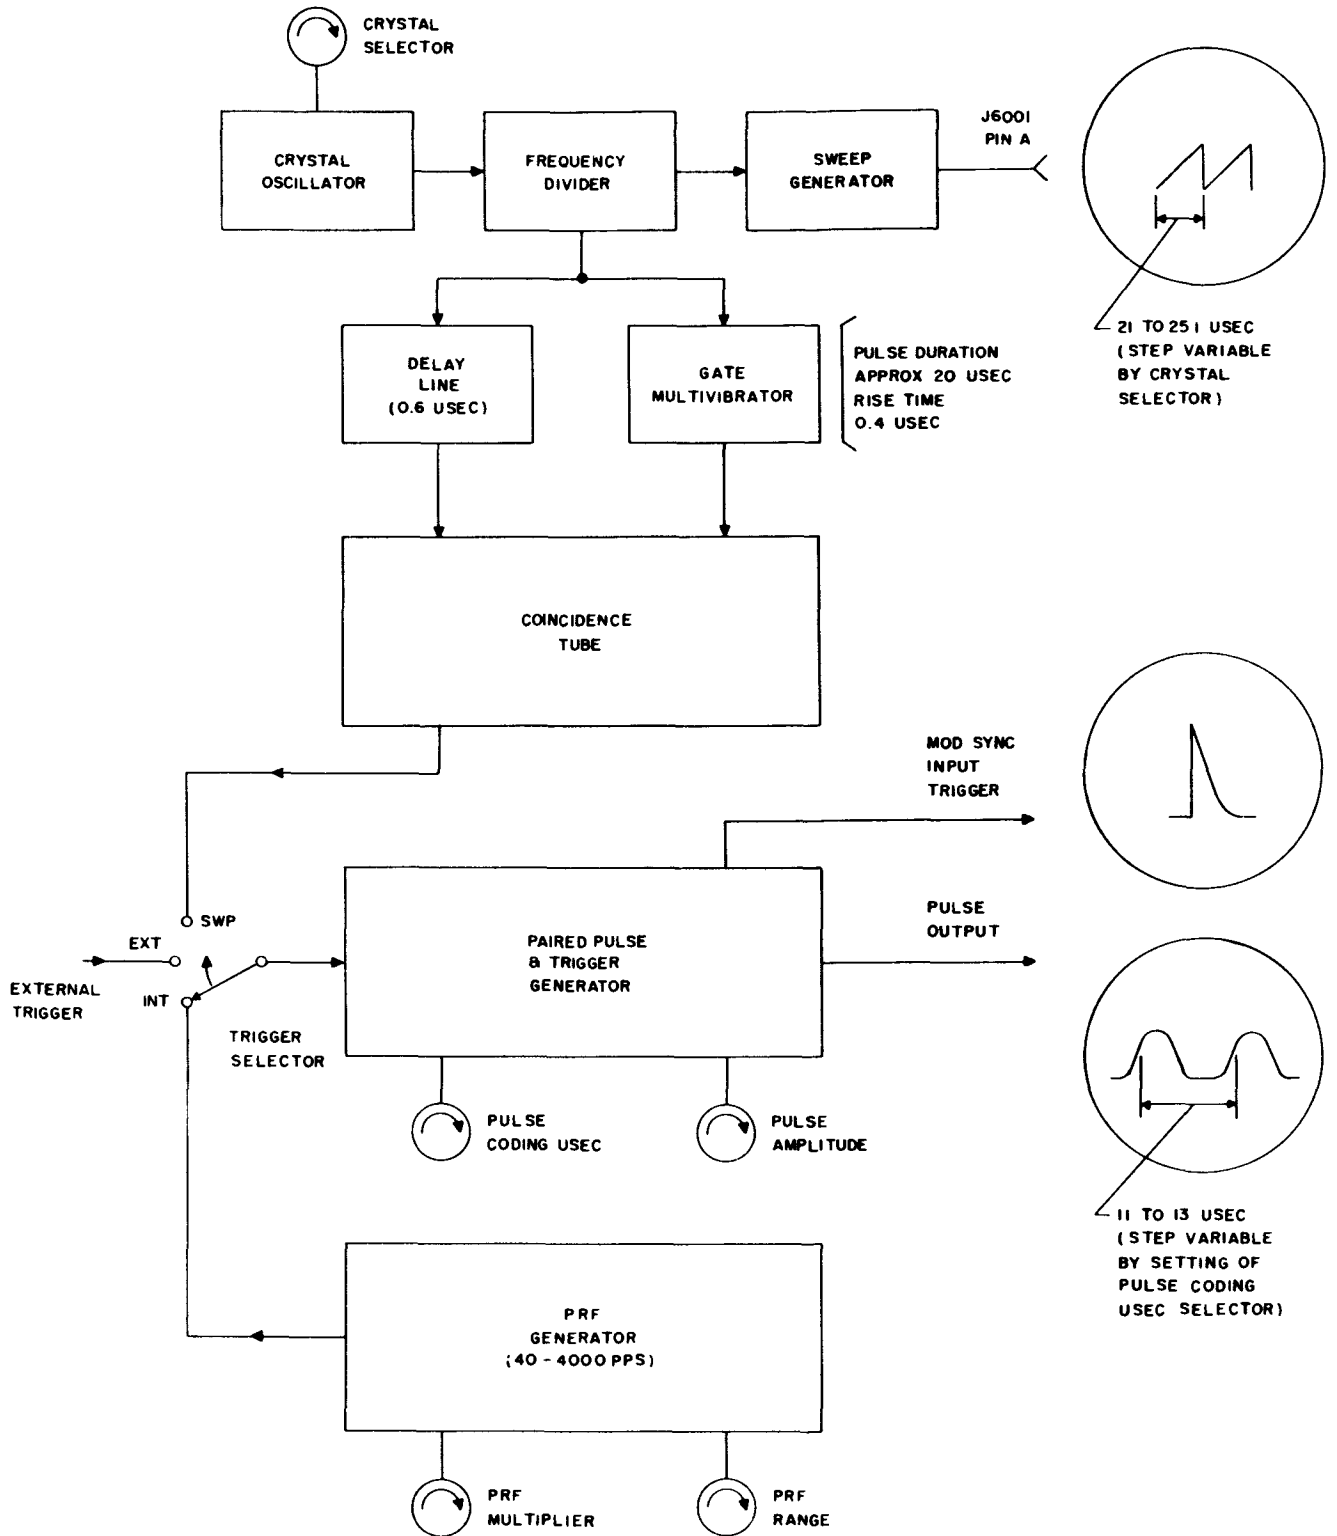 CRYSTAL
SELECTOR
CRYSTAL
OSCILLATOR
FREQUENCY
DIVIDER
SWEEP
GENERATOR
J6001
PIN A
21 TO 251 USEC
(STEP VARIABLE
BY CRYSTAL
SELECTOR)
DELAY
LINE
(0.6 USEC)
GATE
MULTIVIBRATOR
PULSE DURATION
APPROX 20 USEC
RISE TIME
0.4 USEC
COINCIDENCE
TUBE
MOD SYNC
INPUT
TRIGGER
SWP
EXT
EXTERNAL
TRIGGER
INT
TRIGGER
SELECTOR
PAIRED PULSE
& TRIGGER
GENERATOR
PULSE
OUTPUT
PULSE
CODING USEC
PULSE
AMPLITUDE
11 TO 13 USEC
(STEP VARIABLE
BY SETTING OF
PULSE CODING
USEC SELECTOR)
PRF
GENERATOR
(40-4000 PPS)
PRF
MULTIPLIER
PRF
RANGE